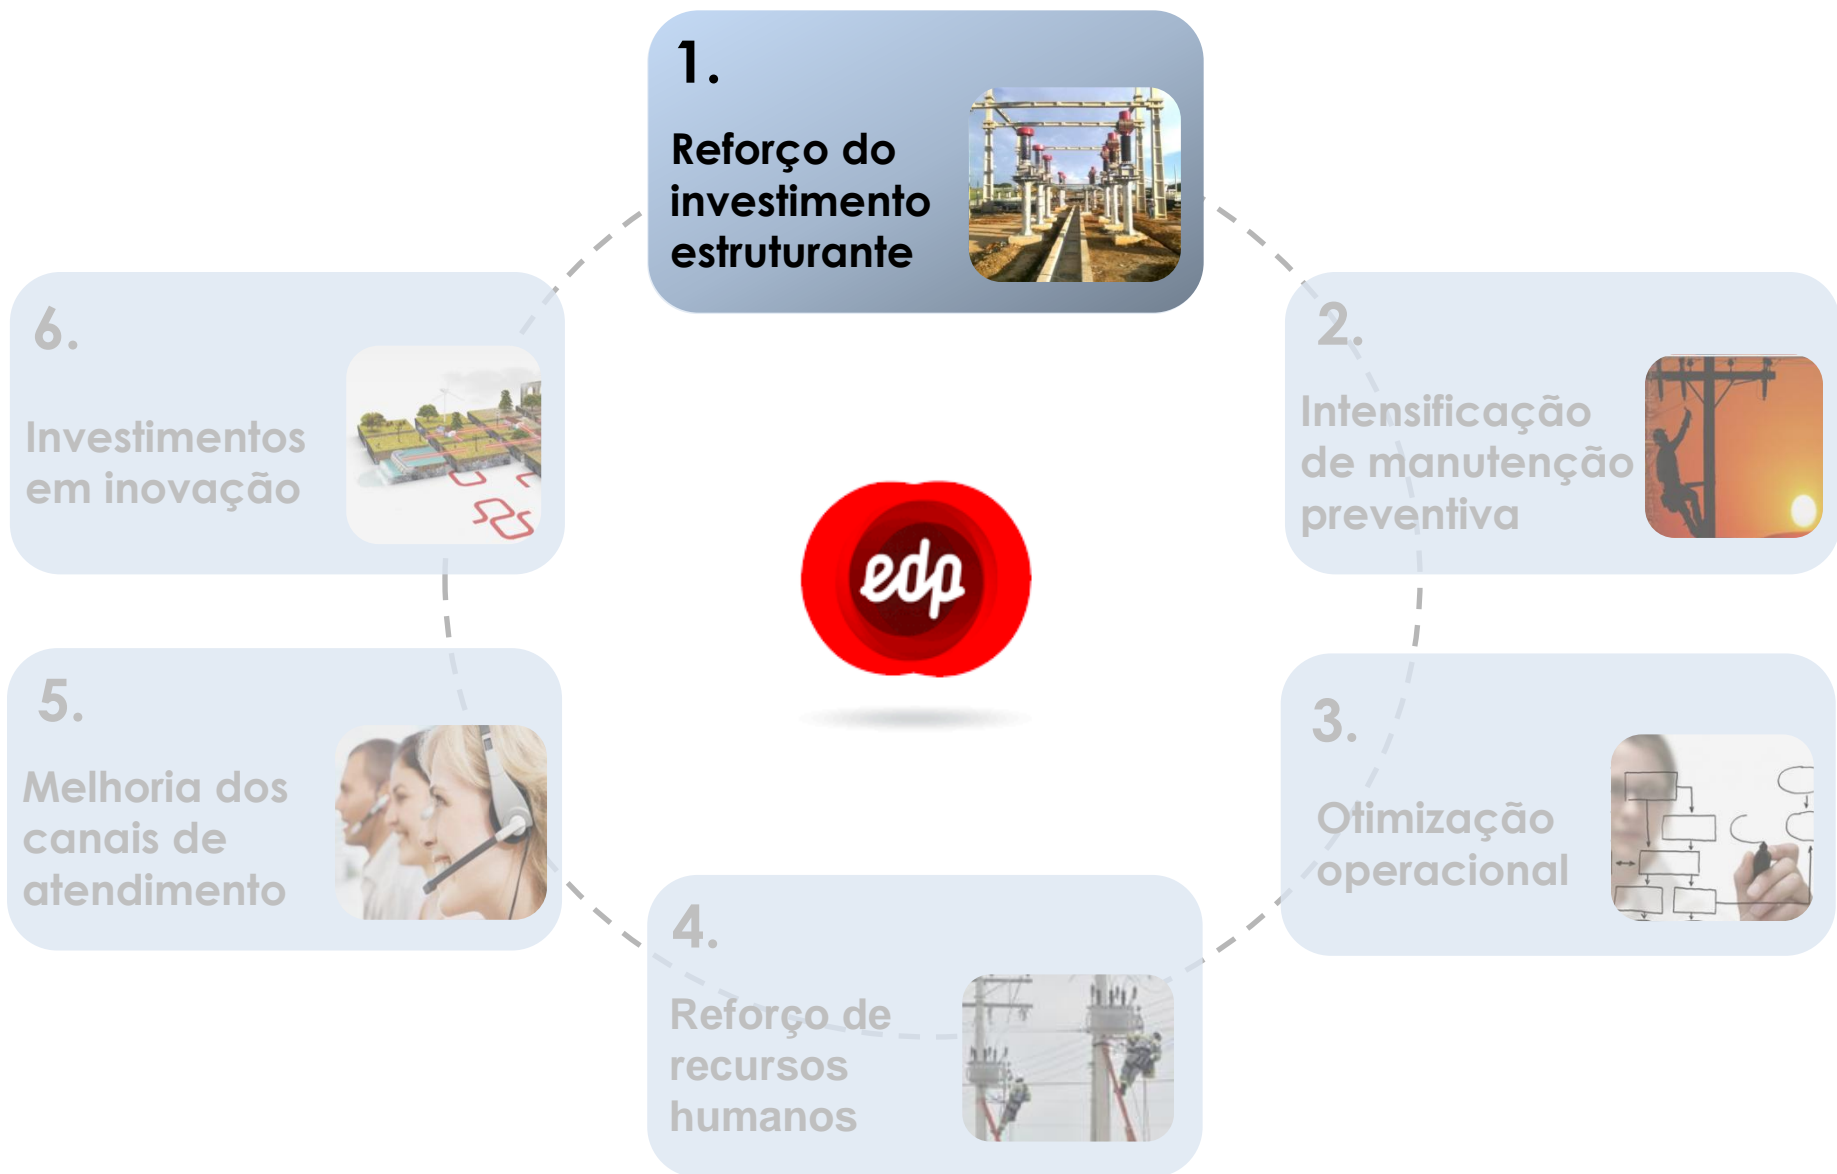 1.
Reforço do
investimento
estruturante
2.
Intensificação
de manutenção
preventiva
3.
Otimização
operacional
4.
Reforço de
recursos
humanos
5.
Melhoria dos
canais de
atendimento
6.
Investimentos
em inovação
edp